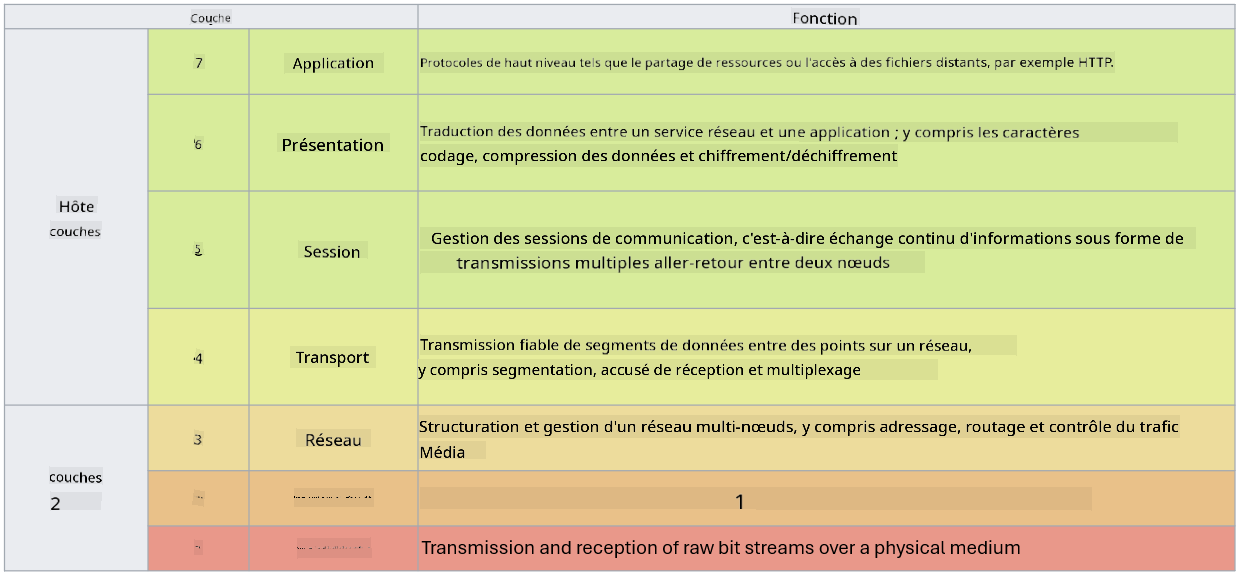 Couche
Fonction
7
Application
Protocoles de haut niveau tels que le partage de ressources ou l'accès à des fichiers distants, par exemple HTTP.
6
Présentation
Traduction des données entre un service réseau et une application ; y compris les caractères
codage, compression des données et chiffrement/déchiffrement
Hôte
couches
5
Session
Gestion des sessions de communication, c'est-à-dire échange continu d'informations sous forme de
transmissions multiples aller-retour entre deux nœuds
4
Transport
Transmission fiable de segments de données entre des points sur un réseau,
y compris segmentation, accusé de réception et multiplexage
3
Réseau
Structuration et gestion d'un réseau multi-nœuds, y compris adressage, routage et contrôle du trafic
Média
couches
2
1
Transmission and reception of raw bit streams over a physical medium